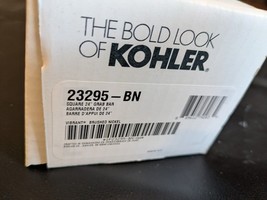 THE BOLD LOOK
OF KOHLER®
23295-BN
SQUARE 24" GRAB BAR
AGARRADERA DE 24"
BARRE D'APPUI DE 24"
VIBRANT® BRUSHED NICKEL